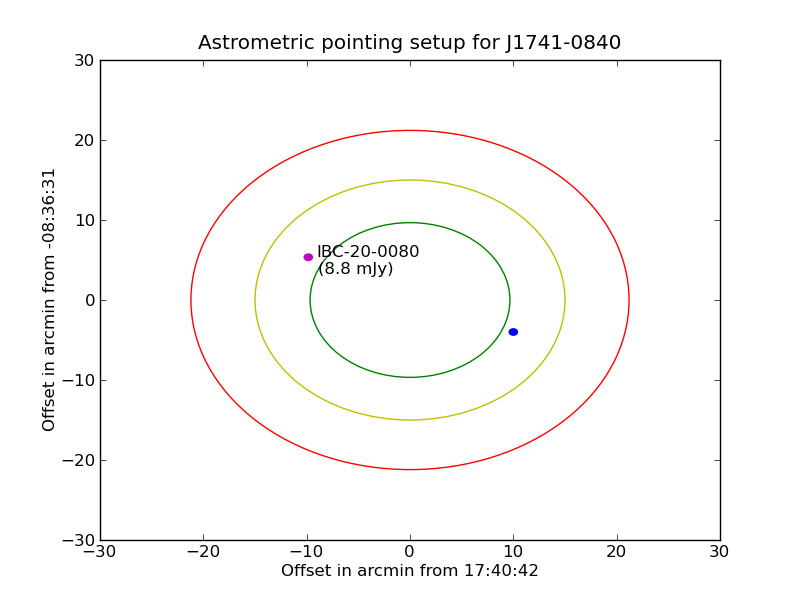 Astrometric pointing setup for J1741-0840
30
20
10
0
−10
−20
−30
Offset in arcmin from -08:36:31
IBC-20-0080
(8.8 mJy)
−30 −20 −10 0 10 20 30
Offset in arcmin from 17:40:42